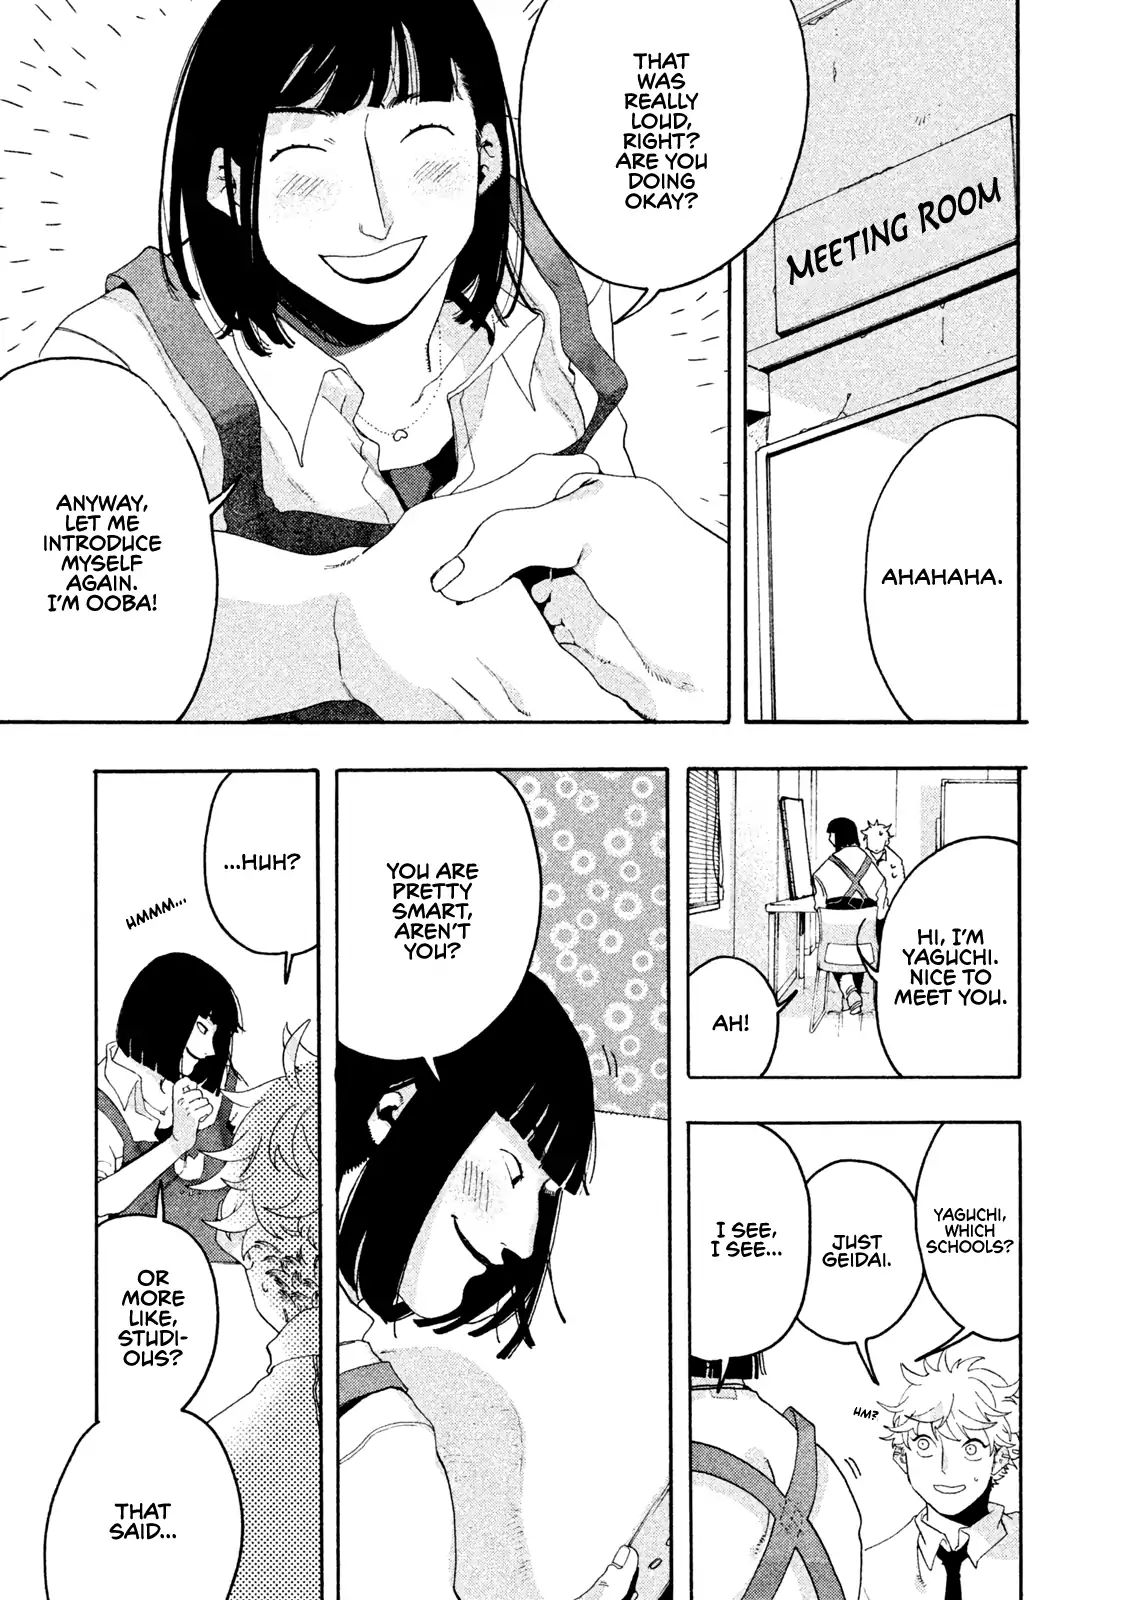 MEETING ROOM
AHAHAHA.
THAT
WAS
REALLY
LOUD,
RIGHT?
ARE YOU
DOING
OKAY?
ANYWAY,
LET ME
INTRODUCE
MYSELF
AGAIN.
I'M OOBA!
HI, I'M
YAGUCHI.
NICE TO
MEET YOU.
AH!
YAGUCHI,
WHICH
SCHOOLS?
JUST
GEIDAI.
I SEE,
I SEE...
HM?
YOU ARE
PRETTY
SMART,
AREN'T
YOU?
...HUH?
HMMM...
OR
MORE
LIKE,
STUDI-
OUS?
THAT
SAID...